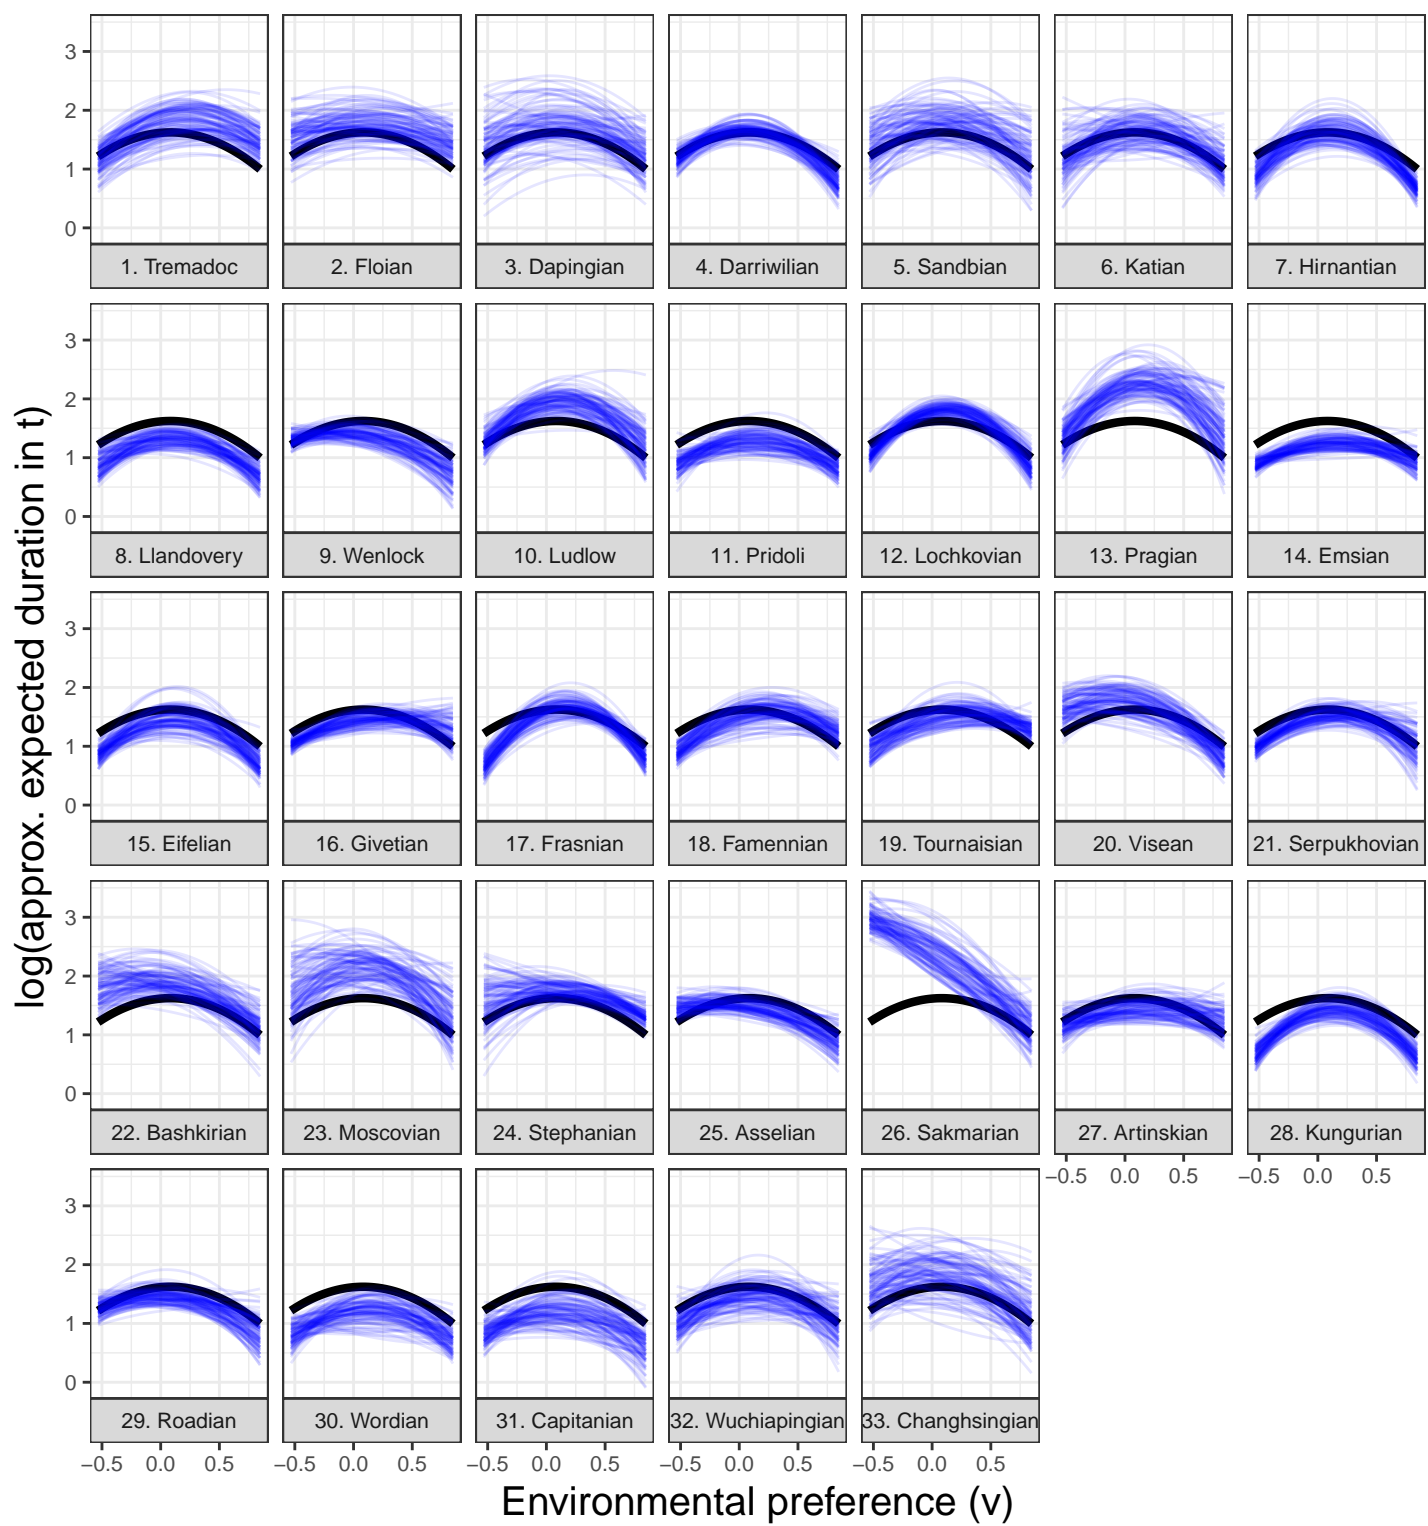 log(approx. expected duration in t)
3
2
1
0
1. Tremadoc
2. Floian
3. Dapingian
4. Darriwilian
5. Sandbian
6. Katian
7. Hirnantian
3
2
1
0
8. Llandovery
9. Wenlock
10. Ludlow
11. Pridoli
12. Lochkovian
13. Pragian
14. Emsian
3
2
1
0
15. Eifelian
16. Givetian
17. Frasnian
18. Famennian
19. Tournaisian
20. Visean
21. Serpukhovian
3
2
1
0
22. Bashkirian
23. Moscovian
24. Stephanian
25. Asselian
26. Sakmarian
27. Artinskian
28. Kungurian
−0.5 0.0 0.5
−0.5 0.0 0.5
3
2
1
0
29. Roadian
30. Wordian
31. Capitanian
32. Wuchiapingian
33. Changhsingian
−0.5 0.0 0.5
−0.5 0.0 0.5
−0.5 0.0 0.5
−0.5 0.0 0.5
−0.5 0.0 0.5
Environmental preference (v)